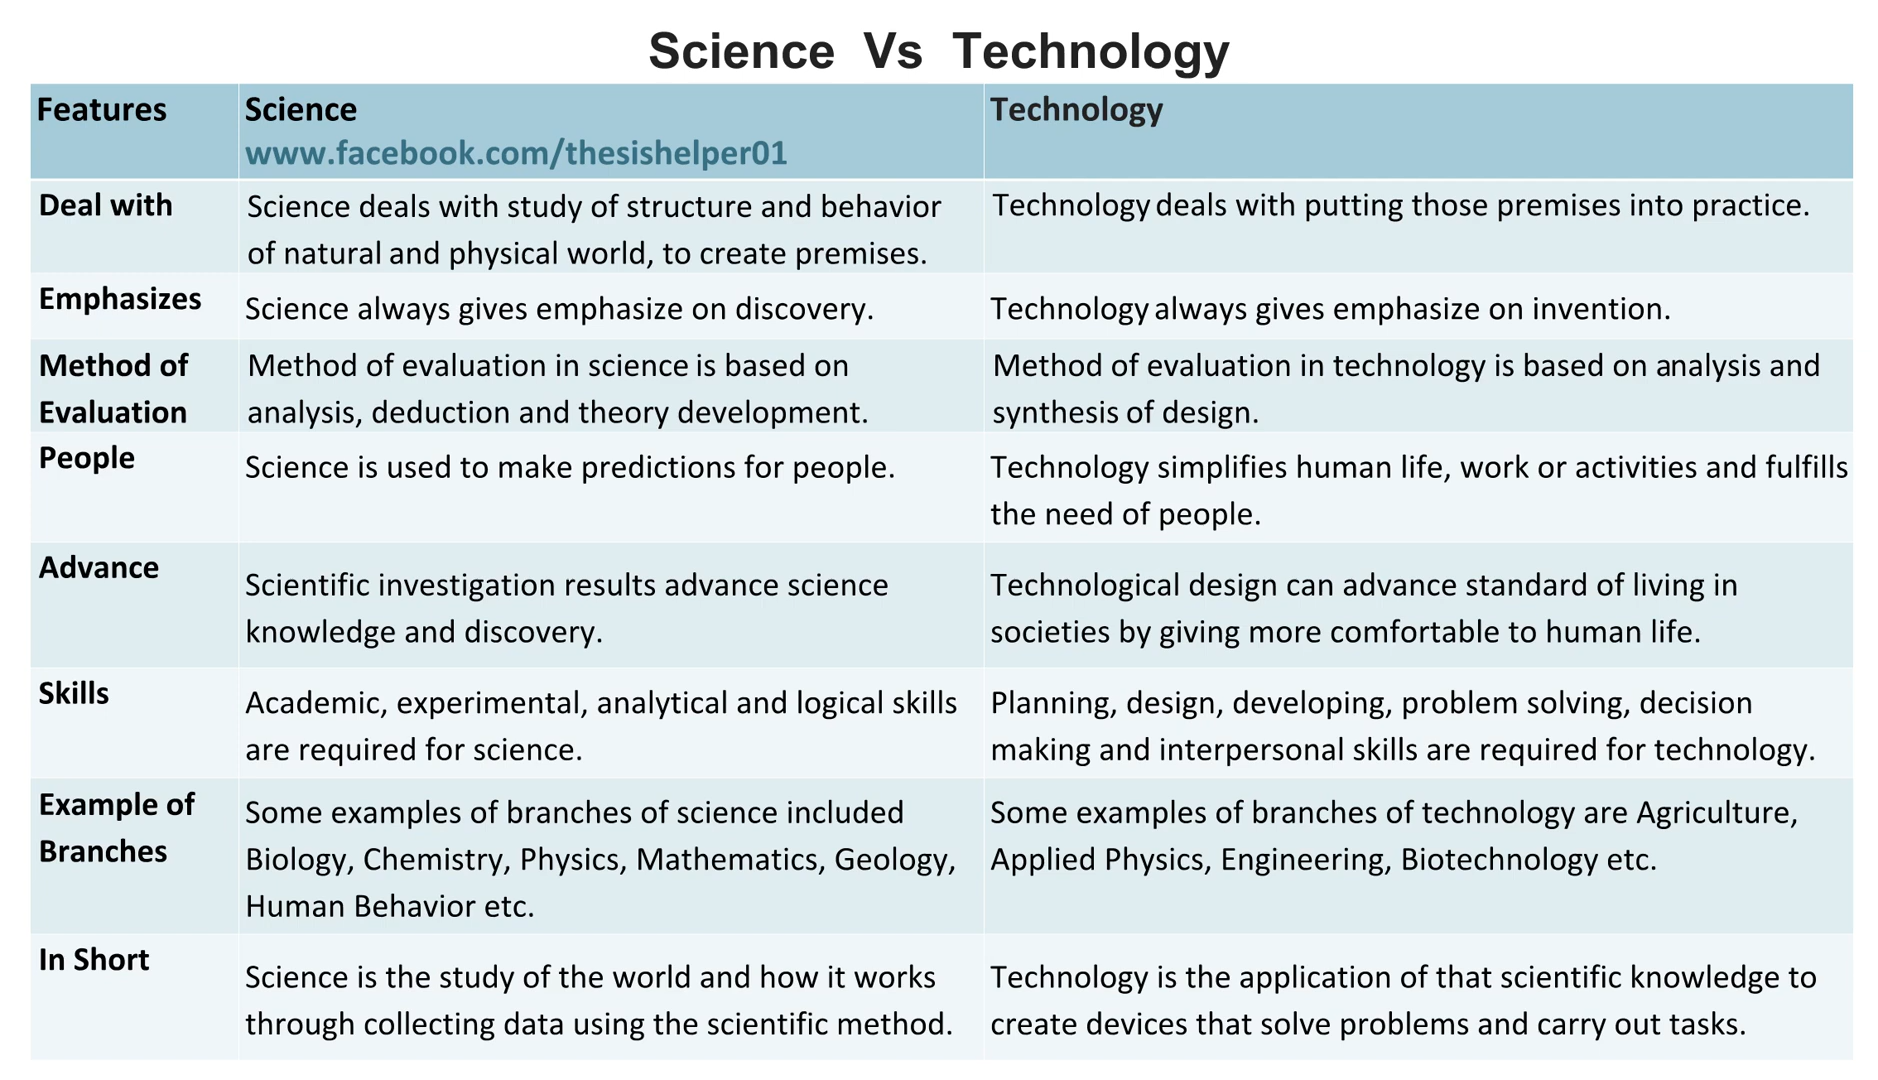 Science Vs Technology
Features
Science
www.facebook.com/thesishelper01
Technology
Deal with
Science deals with study of structure and behavior
of natural and physical world, to create premises.
Technology deals with putting those premises into practice.
Emphasizes
Science always gives emphasize on discovery.
Technology always gives emphasize on invention.
Method of
Evaluation
Method of evaluation in science is based on
analysis, deduction and theory development.
Method of evaluation in technology is based on analysis and
synthesis of design.
People
Science is used to make predictions for people.
Technology simplifies human life, work or activities and fulfills
the need of people.
Advance
Scientific investigation results advance science
knowledge and discovery.
Technological design can advance standard of living in
societies by giving more comfortable to human life.
Skills
Academic, experimental, analytical and logical skills
are required for science.
Planning, design, developing, problem solving, decision
making and interpersonal skills are required for technology.
Example of
Branches
Some examples of branches of science included
Biology, Chemistry, Physics, Mathematics, Geology,
Human Behavior etc.
Some examples of branches of technology are Agriculture,
Applied Physics, Engineering, Biotechnology etc.
In Short
Science is the study of the world and how it works
through collecting data using the scientific method.
Technology is the application of that scientific knowledge to
create devices that solve problems and carry out tasks.